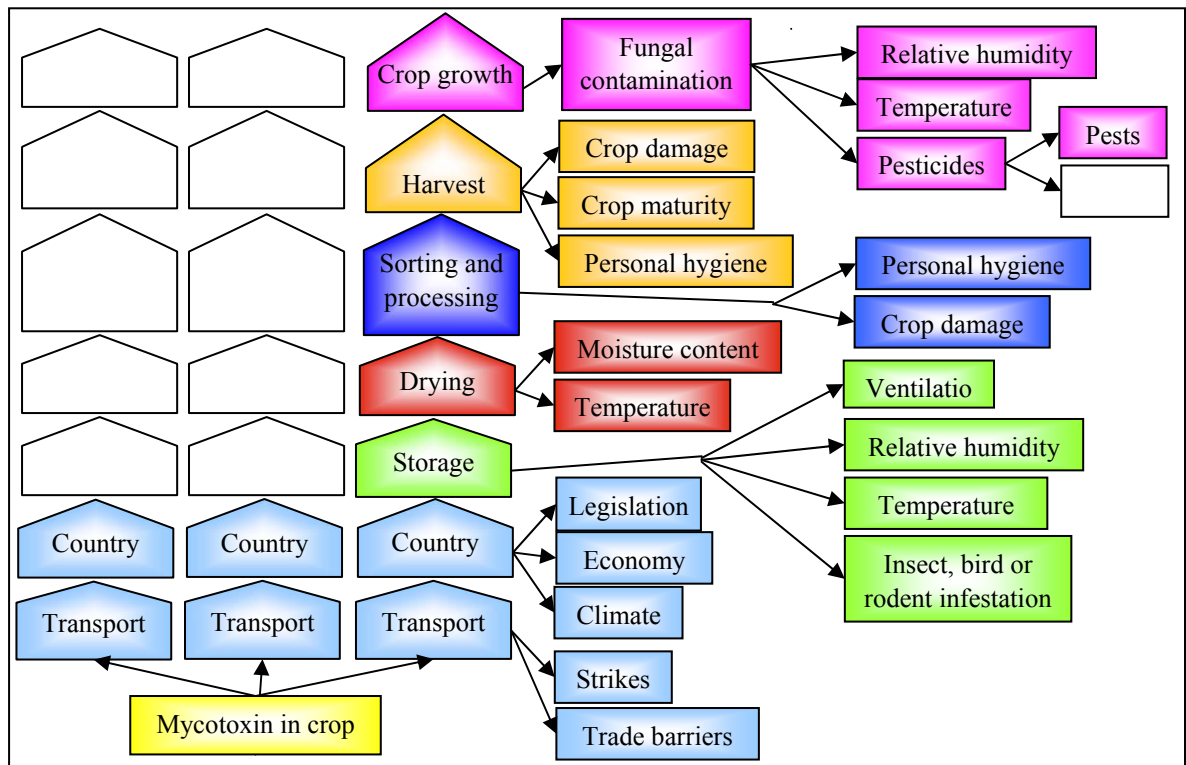 Crop growth
Fungal
contamination
Relative humidity
Temperature
Pesticides
Pests
Harvest
Crop damage
Crop maturity
Personal hygiene
Sorting and
processing
Personal hygiene
Crop damage
Drying
Moisture content
Temperature
Storage
Ventilatio
Relative humidity
Temperature
Insect, bird or
rodent infestation
Country
Country
Country
Legislation
Economy
Climate
Transport
Transport
Transport
Strikes
Trade barriers
Mycotoxin in crop